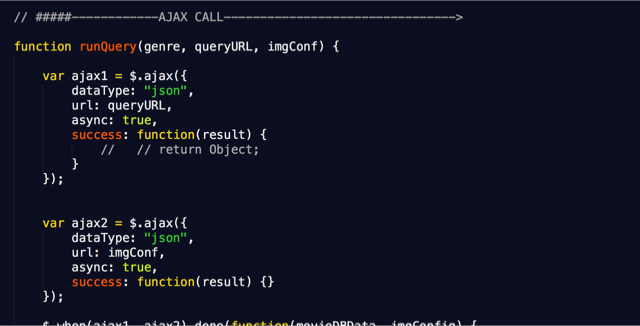 // #####------------AJAX CALL-------------------------------->
function runQuery(genre, queryURL, imgConf) {
var ajax1 = $.ajax({
dataType: "json",
url: queryURL,
async: true,
success: function(result) {
//   // return Object;
}
});
var ajax2 = $.ajax({
dataType: "json",
url: imgConf,
async: true,
success: function(result) {}
});
$.when(ajax1, ajax2).done(function(movieDBData, imgConfig) {